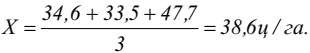 X = (34,6 + 33,5 + 47,7) / 3 = 38,6ц / га.